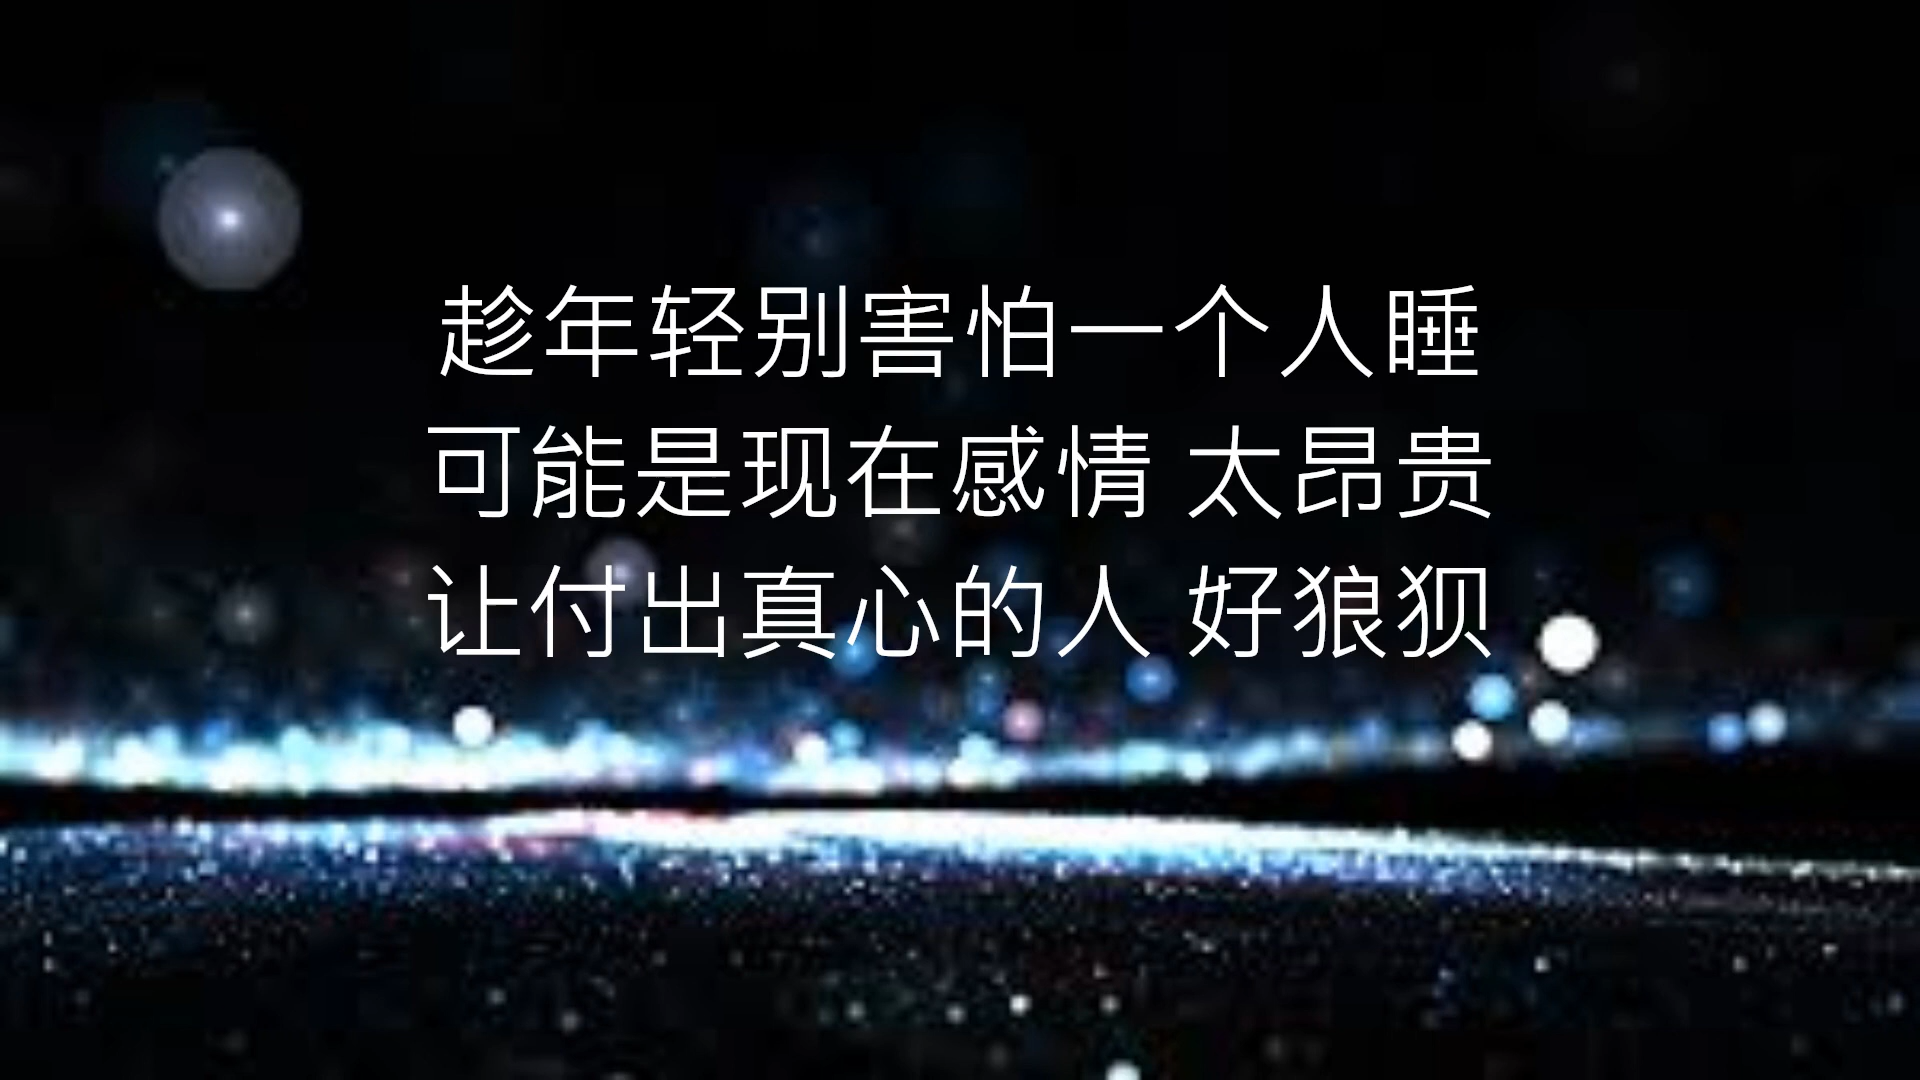 趁年轻别害怕一个人睡
可能是现在感情 太昂贵
让付出真心的人 好狼狈